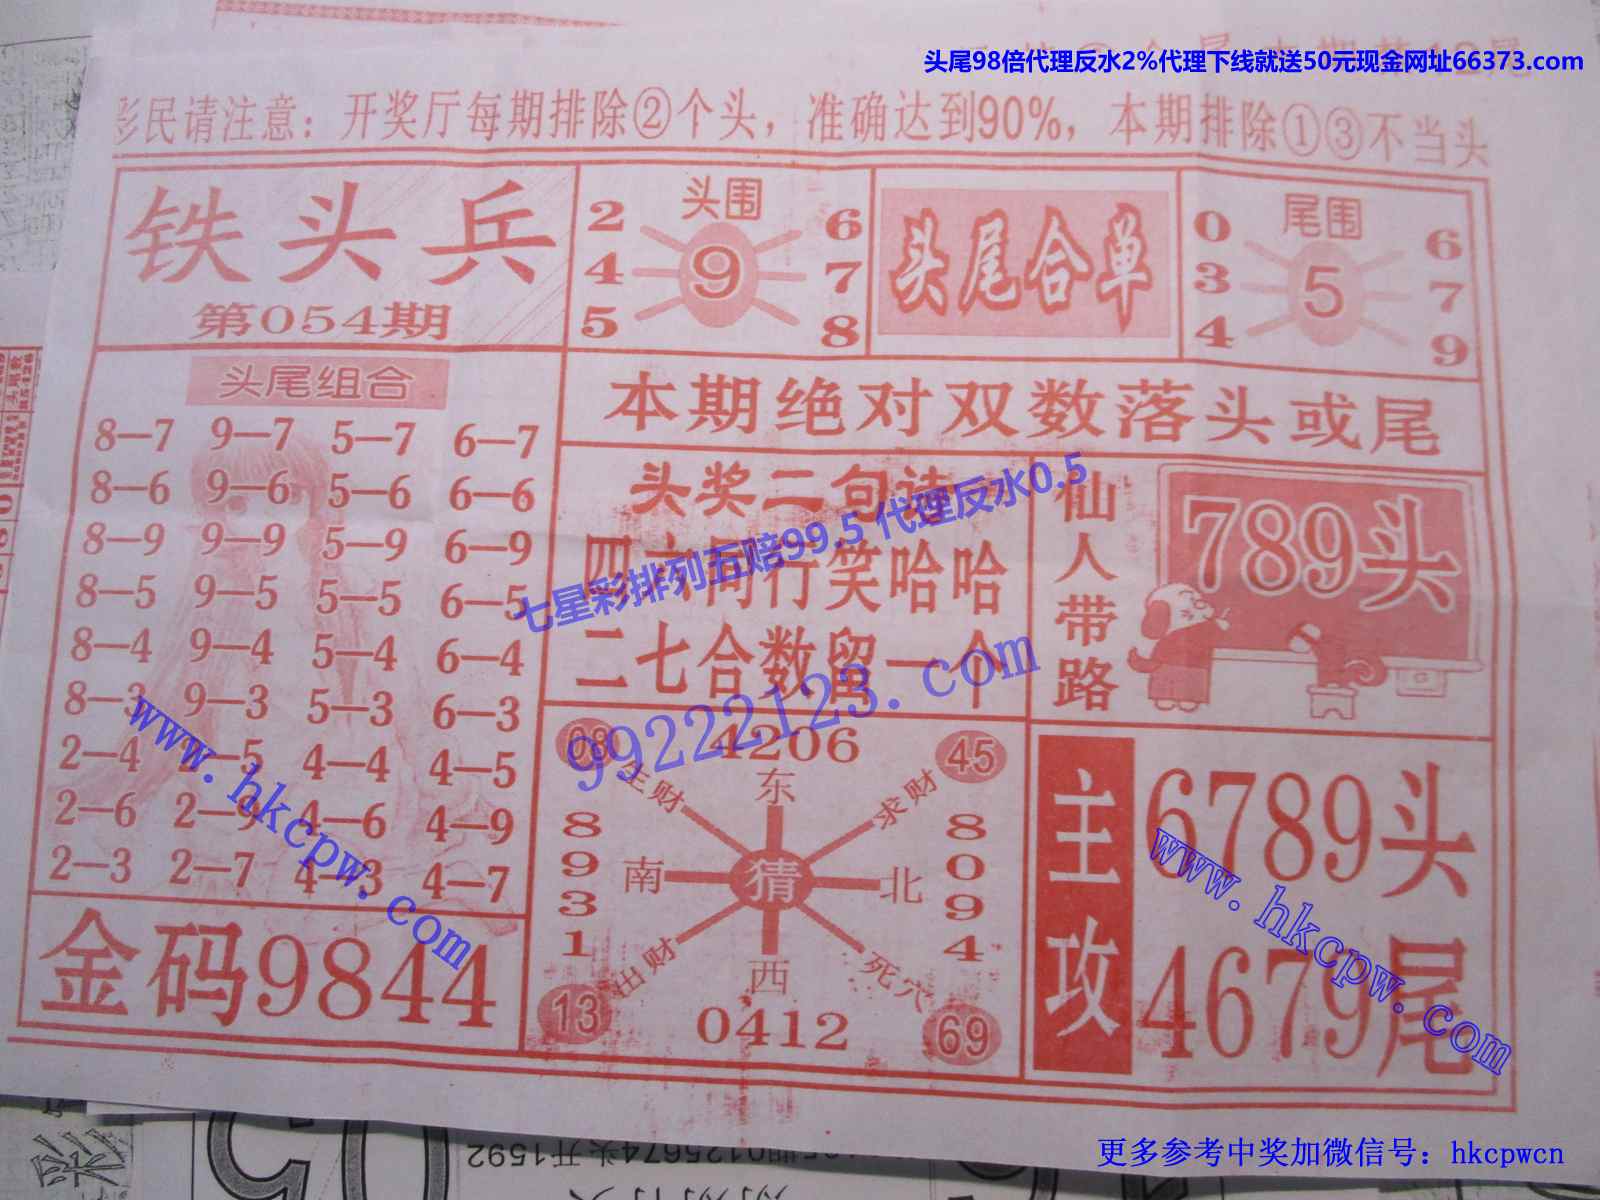 头尾98倍代理反水2%代理下线就送50元现金网址66373.com
彩民请注意：开奖厅每期排除②个头，准确达到90%，本期排除①③不当头
铁头兵
第054期
头围
2 6
4 9 7
5 8
头尾合单
尾围
0 6
3 5 7
4 9
头尾组合
8—7 9—7 5—7 6—7
8—6 9—6 5—6 6—6
8—9 9—9 5—9 6—9
8—5 9—5 5—5 6—5
8—4 9—4 5—4 6—4
8—3 9—3 5—3 6—3
2—4 2—5 4—4 4—5
2—6 2—9 4—6 4—9
2—3 2—7 4—3 4—7
金码9844
本期绝对双数落头或尾
头奖二句诗
四六同行笑哈哈
二七合数留一个
七星彩排列五赔99.5 代理反水0.5
99222123.com
仙人带路
789头
08 4206 45
生财 东 求财
8931 南 猜 北 8094
出财 西 死穴
13 0412 69
主攻
6789头
4679尾
www.hkcpw.com
www.hkcpw.com
更多参考中奖加微信号：hkcpwcn